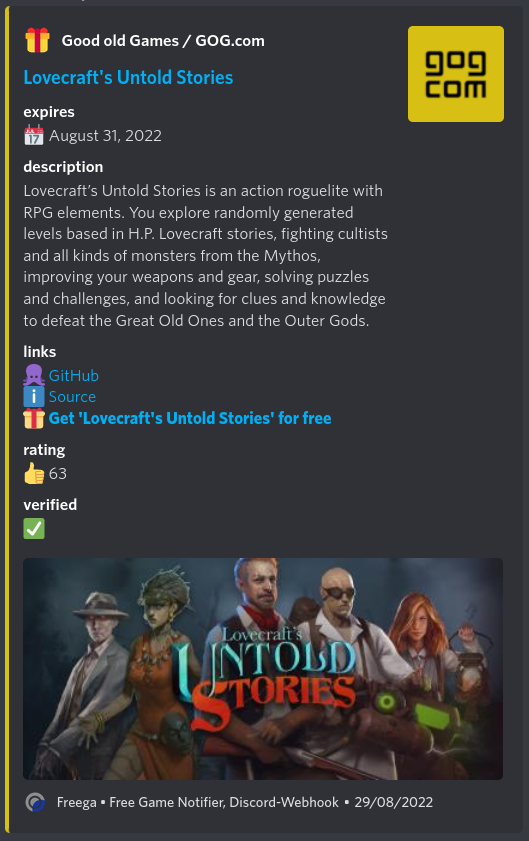 Good old Games / GOG.com
gog
com
Lovecraft's Untold Stories
expires
17 August 31, 2022
description
Lovecraft's Untold Stories is an action roguelite with
RPG elements. You explore randomly generated
levels based in H.P. Lovecraft stories, fighting cultists
and all kinds of monsters from the Mythos,
improving your weapons and gear, solving puzzles
and challenges, and looking for clues and knowledge
to defeat the Great Old Ones and the Outer Gods.
links
GitHub
i Source
Get 'Lovecraft's Untold Stories' for free
rating
63
verified
Lovecraft's
UNTOLD
STORIES
Freega • Free Game Notifier, Discord-Webhook • 29/08/2022